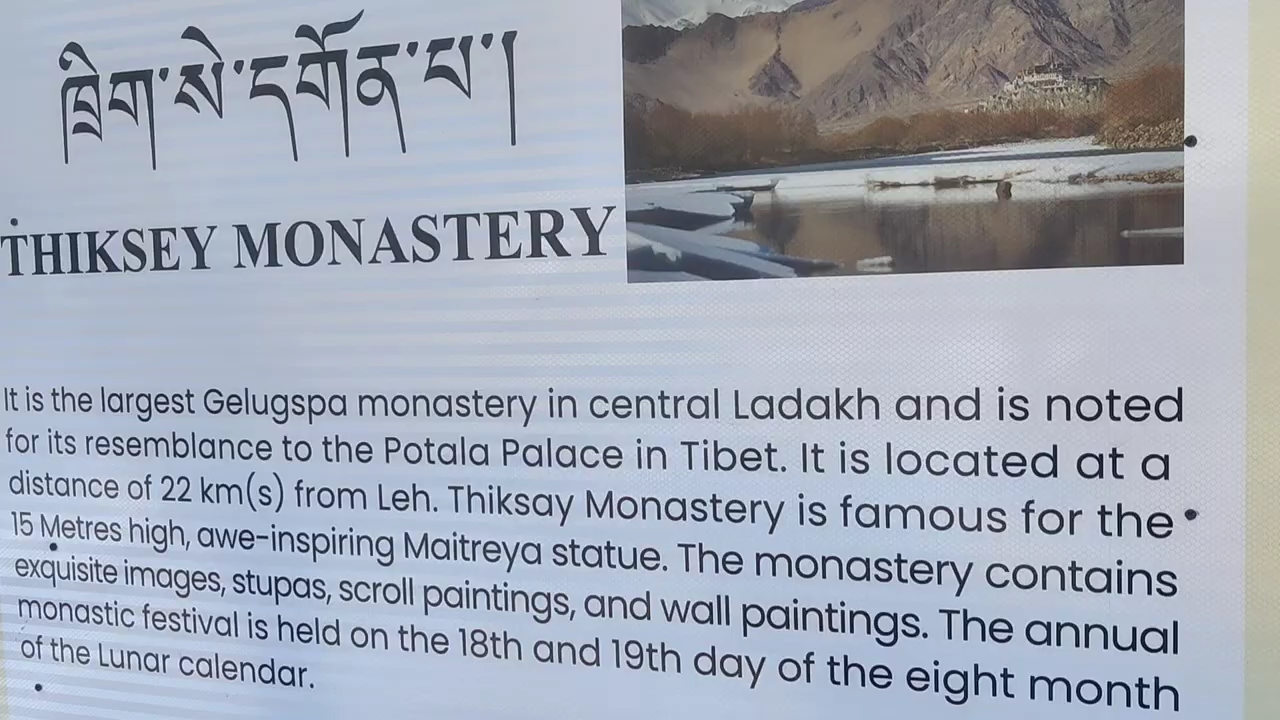 ཁྲིག་སེ་དགོན་པ།
THIKSEY MONASTERY
It is the largest Gelugspa monastery in central Ladakh and is noted
for its resemblance to the Potala Palace in Tibet. It is located at a
distance of 22 km(s) from Leh. Thiksay Monastery is famous for the
15 Metres high, awe-inspiring Maitreya statue. The monastery contains
exquisite images, stupas, scroll paintings, and wall paintings. The annual
monastic festival is held on the 18th and 19th day of the eight month
of the Lunar calendar.